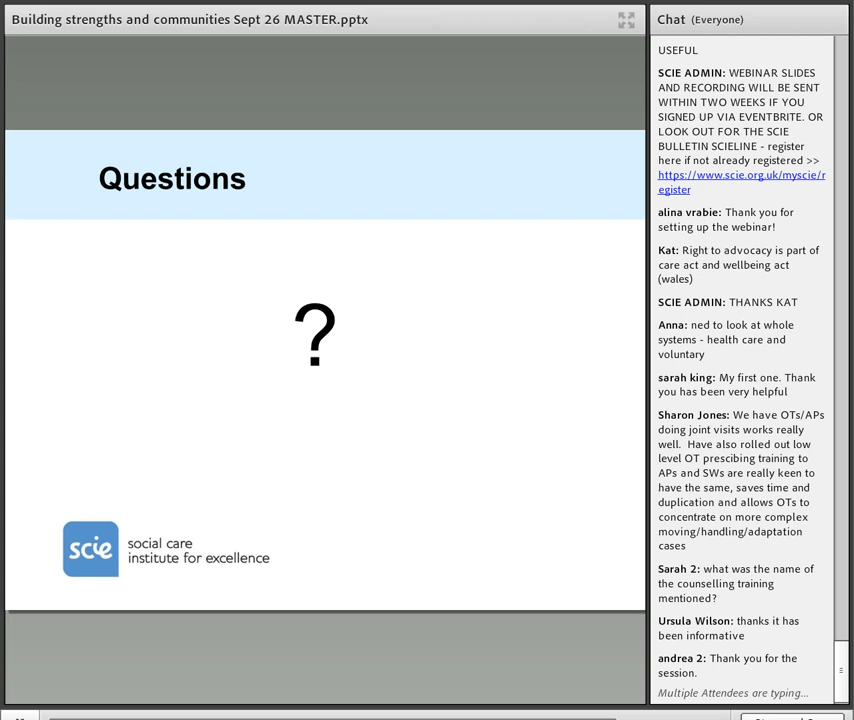 Building strengths and communities Sept 26 MASTER.pptx
Questions
?
scie
social care
institute for excellence
Chat (Everyone)
USEFUL
SCIE ADMIN: WEBINAR SLIDES
AND RECORDING WILL BE SENT
WITHIN TWO WEEKS IF YOU
SIGNED UP VIA EVENTBRITE. OR
LOOK OUT FOR THE SCIE
BULLETIN SCIELINE - register
here if not already registered >>
https://www.scie.org.uk/myscie/r
egister
alina vrabie: Thank you for
setting up the webinar!
Kat: Right to advocacy is part of
care act and wellbeing act
(wales)
SCIE ADMIN: THANKS KAT
Anna: ned to look at whole
systems - health care and
voluntary
sarah king: My first one. Thank
you has been very helpful
Sharon Jones: We have OTs/APs
doing joint visits works really
well. Have also rolled out low
level OT prescibing training to
APs and SWs are really keen to
have the same, saves time and
duplication and allows OTs to
concentrate on more complex
moving/handling/adaptation
cases
Sarah 2: what was the name of
the counselling training
mentioned?
Ursula Wilson: thanks it has
been informative
andrea 2: Thank you for the
session.
Multiple Attendees are typing...